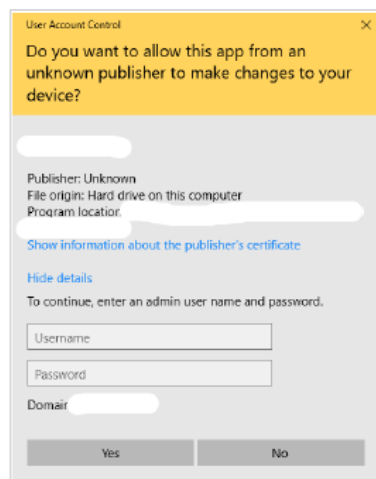 User Account Control
Do you want to allow this app from an
unknown publisher to make changes to your
device?
Publisher: Unknown
File origin: Hard drive on this computer
Program location
Show information about the publisher's certificate
Hide details
To continue, enter an admin user name and password.
Username
Password
Domain
Yes
No